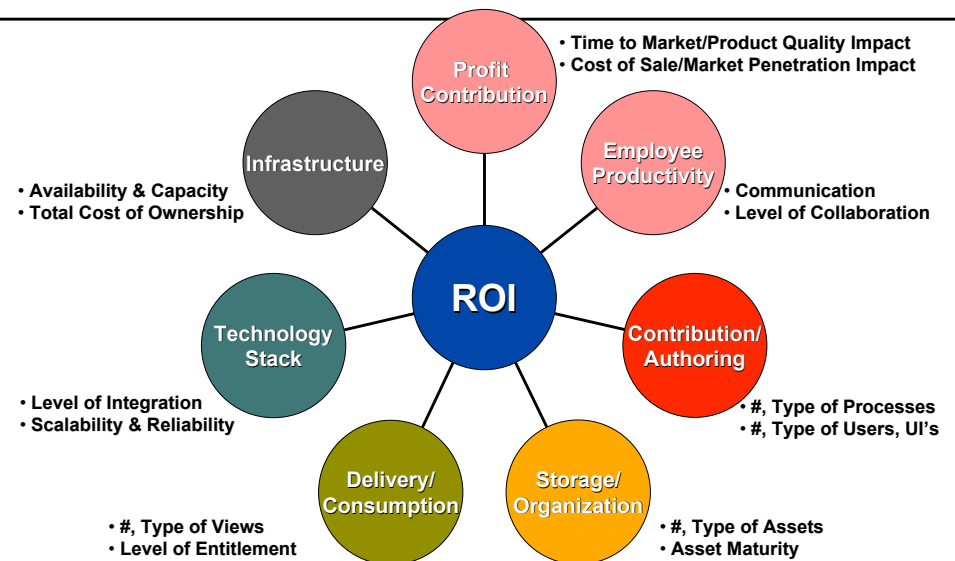 Profit
Contribution
• Time to Market/Product Quality Impact
• Cost of Sale/Market Penetration Impact
Employee
Productivity
• Communication
• Level of Collaboration
Infrastructure
• Availability & Capacity
• Total Cost of Ownership
ROI
Technology
Stack
• Level of Integration
• Scalability & Reliability
Contribution/
Authoring
• #, Type of Processes
• #, Type of Users, UI's
Delivery/
Consumption
• #, Type of Views
• Level of Entitlement
Storage/
Organization
• #, Type of Assets
• Asset Maturity